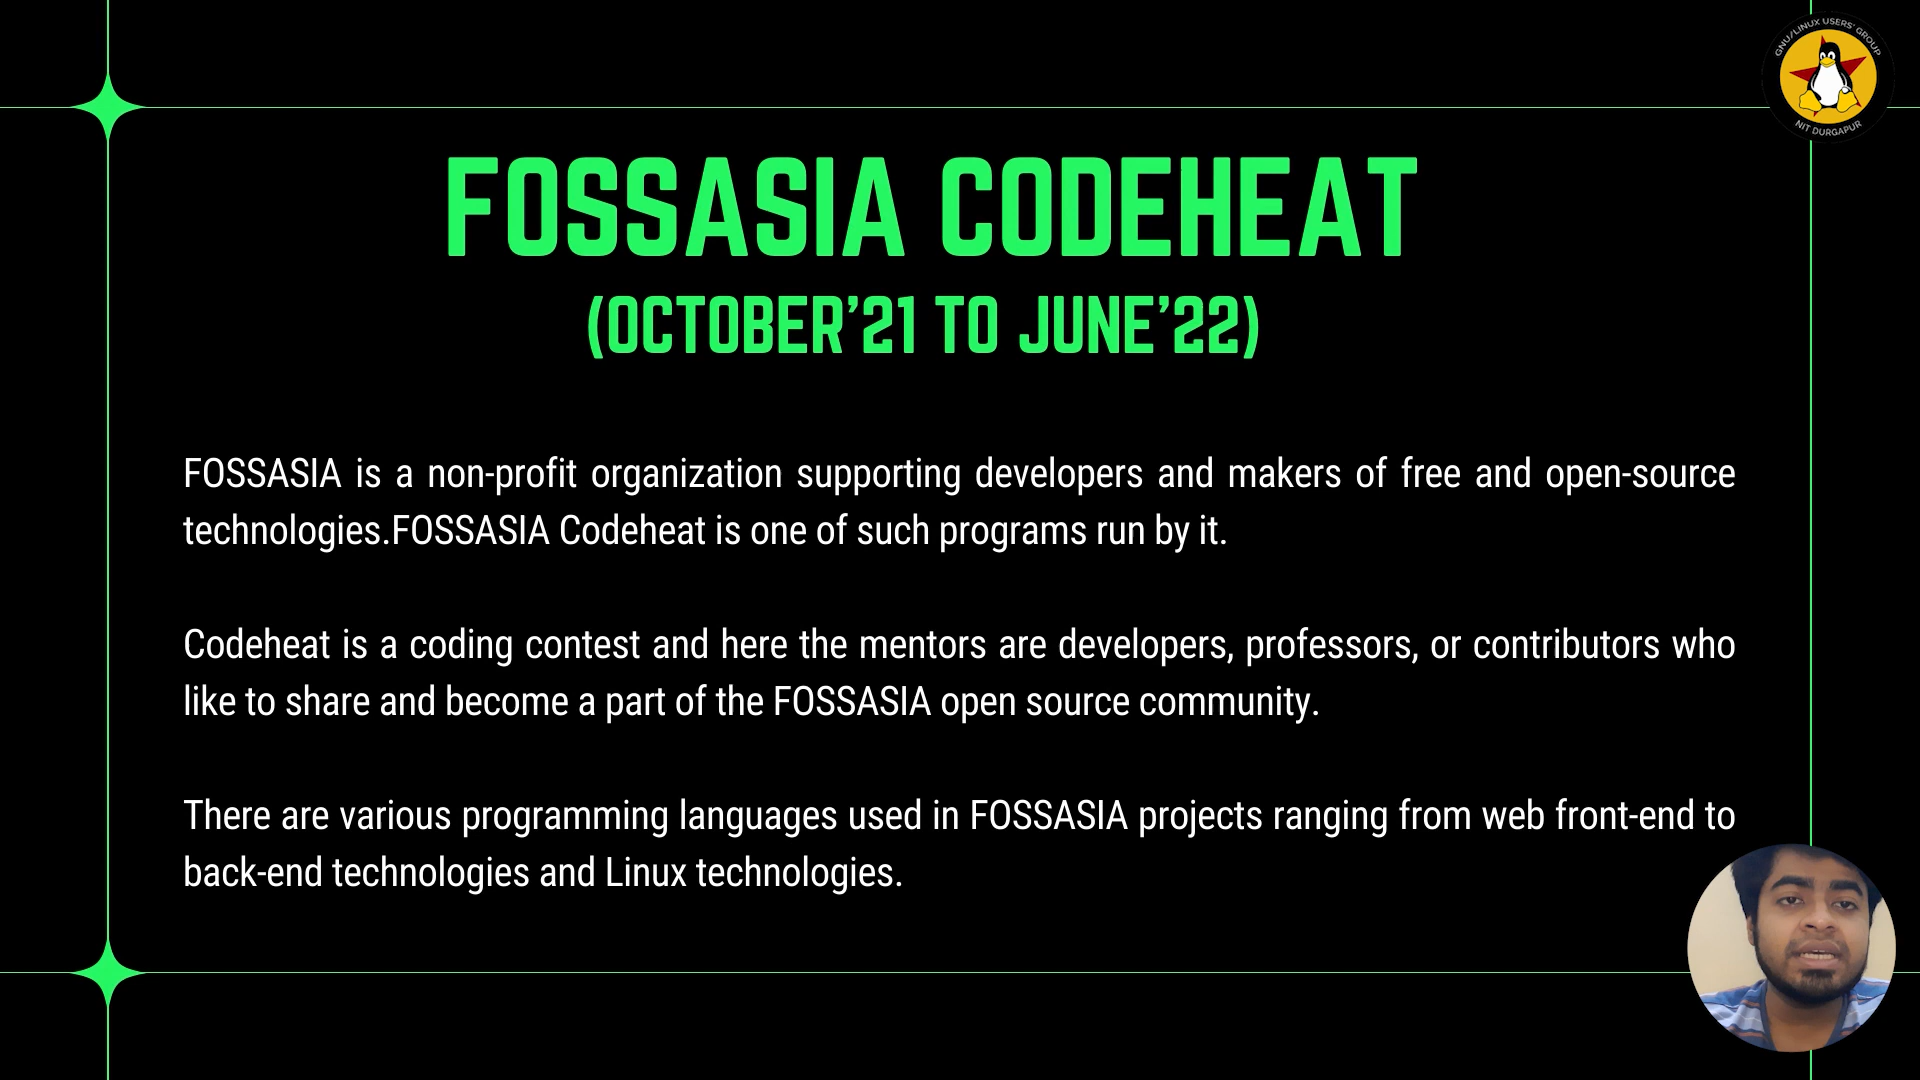 GNU/LINUX USERS' GROUP
NIT DURGAPUR
FOSSASIA CODEHEAT
(OCTOBER'21 TO JUNE'22)
FOSSASIA is a non-profit organization supporting developers and makers of free and open-source
technologies.FOSSASIA Codeheat is one of such programs run by it.
Codeheat is a coding contest and here the mentors are developers, professors, or contributors who
like to share and become a part of the FOSSASIA open source community.
There are various programming languages used in FOSSASIA projects ranging from web front-end to
back-end technologies and Linux technologies.